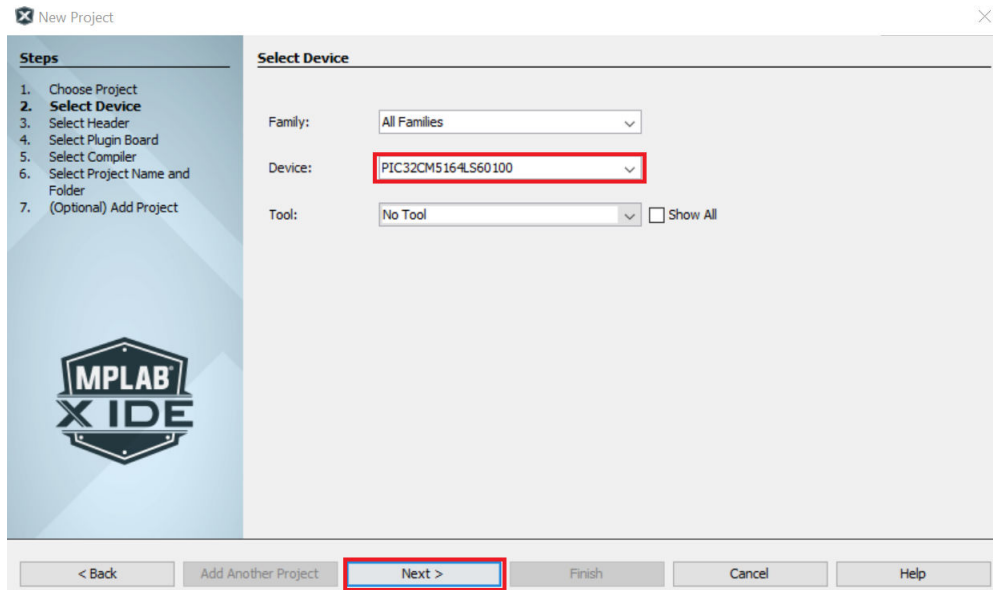 New Project
Steps
1. Choose Project
2. Select Device
3. Select Header
4. Select Plugin Board
5. Select Compiler
6. Select Project Name and
Folder
7. (Optional) Add Project
MPLAB®
X IDE
Select Device
Family: All Families
Device: PIC32CM5164LS60100
Tool: No Tool Show All
< Back Add Another Project Next > Finish Cancel Help